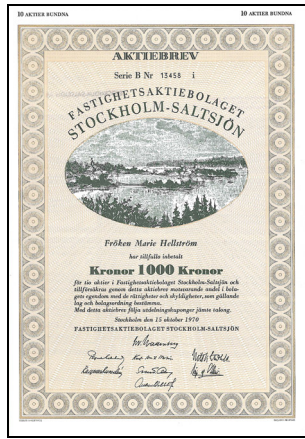 10 AKTIER BUNDNA 10 AKTIER BUNDNA
AKTIEBREV
Serie B Nr 13458 i
FASTIGHETSAKTIEBOLAGET
STOCKHOLM-SALTSJÖN
Fröken Marie Hellström
har tillfullo inbetalt
Kronor 1000 Kronor
för tio aktier i Fastighetsaktiebolaget Stockholm-Saltsjön och
tillförsäkras genom detta aktiebrev motsvarande andel i bola-
gets egendom med de rättigheter och skyldigheter, som gällande
lag och bolagsordning bestämma.
Med detta aktiebrev följa utdelningskuponger jämte talong.
Stockholm den 15 oktober 1970
FASTIGHETSAKTIEBOLAGET STOCKHOLM-SALTSJÖN